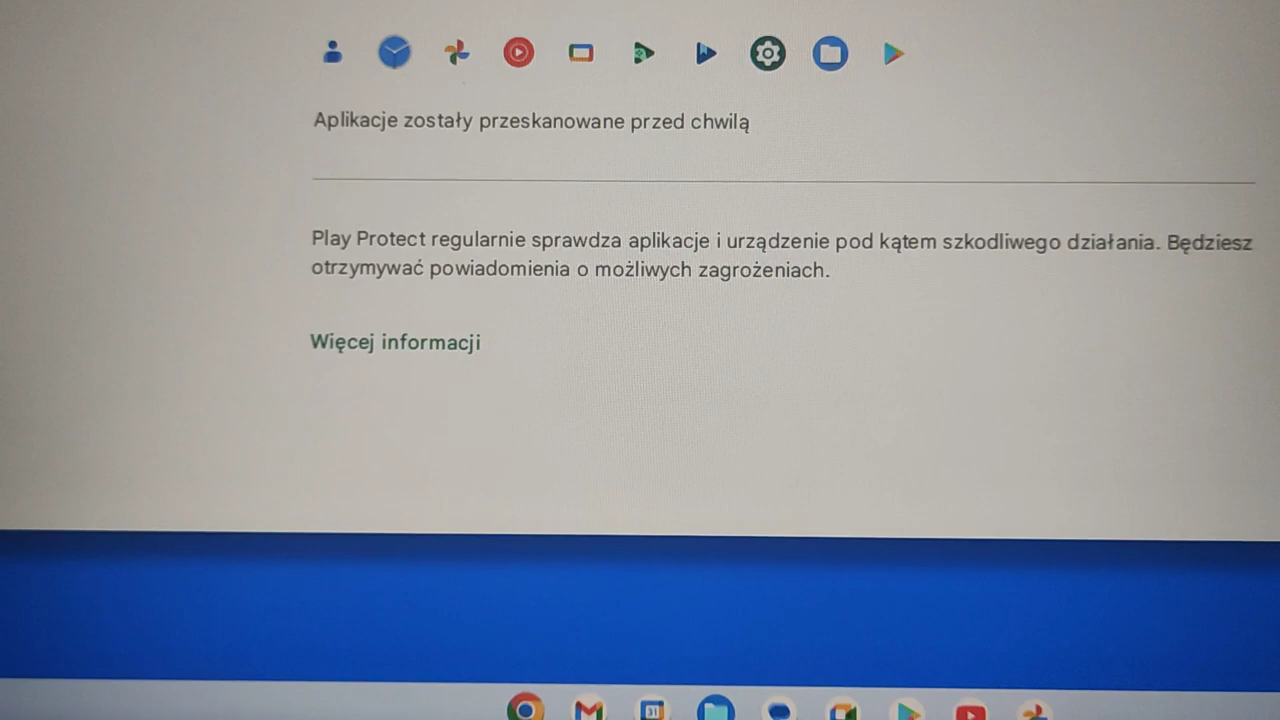 Aplikacje zostały przeskanowane przed chwilą
Play Protect regularnie sprawdza aplikacje i urządzenie pod kątem szkodliwego działania. Będziesz
otrzymywać powiadomienia o możliwych zagrożeniach.
Więcej informacji
31